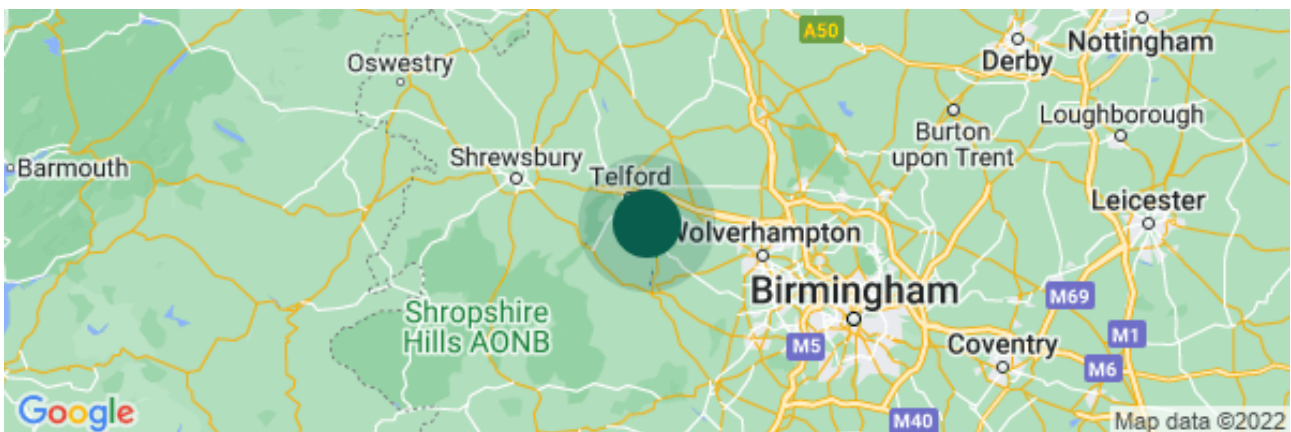 A50
Nottingham
Derby
Oswestry
Loughborough
Burton
upon Trent
Barmouth
Shrewsbury
Telford
Leicester
Wolverhampton
Birmingham
M69
Shropshire
Hills AONB
M1
M5
Coventry
M6
Google
M40
Map data ©2022